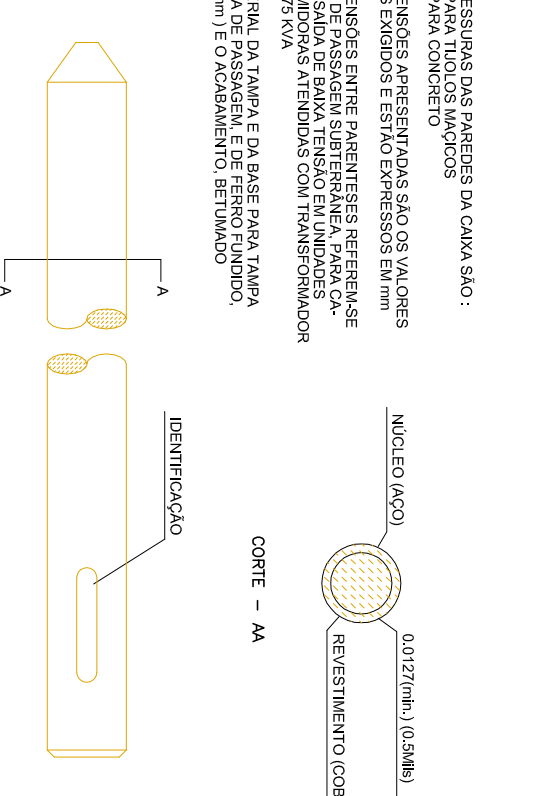 ESSURAS DAS PAREDES DA CAIXA SÃO :
PARA TIJOLOS MAÇICOS
PARA CONCRETO
ENSÕES APRESENTADAS SÃO OS VALORES
S EXIGIDOS E ESTÃO EXPRESSOS EM mm
ENSÕES ENTRE PARENTESES REFEREM-SE
DE PASSAGEM SUBTERRÂNEA, PARA CA-
SAÍDA DE BAIXA TENSÃO EM UNIDADES
MIDORAS ATENDIDAS COM TRANSFORMADOR
75 KVA
RIAL DA TAMPA E DA BASE PARA TAMPA
A DE PASSAGEM, E DE FERRO FUNDIDO,
nm ) E O ACABAMENTO, BETUMADO
NÚCLEO (AÇO)
0.0127(min.) (0.5Mils)
REVESTIMENTO (COB
CORTE – AA
IDENTIFICAÇÃO
A
A